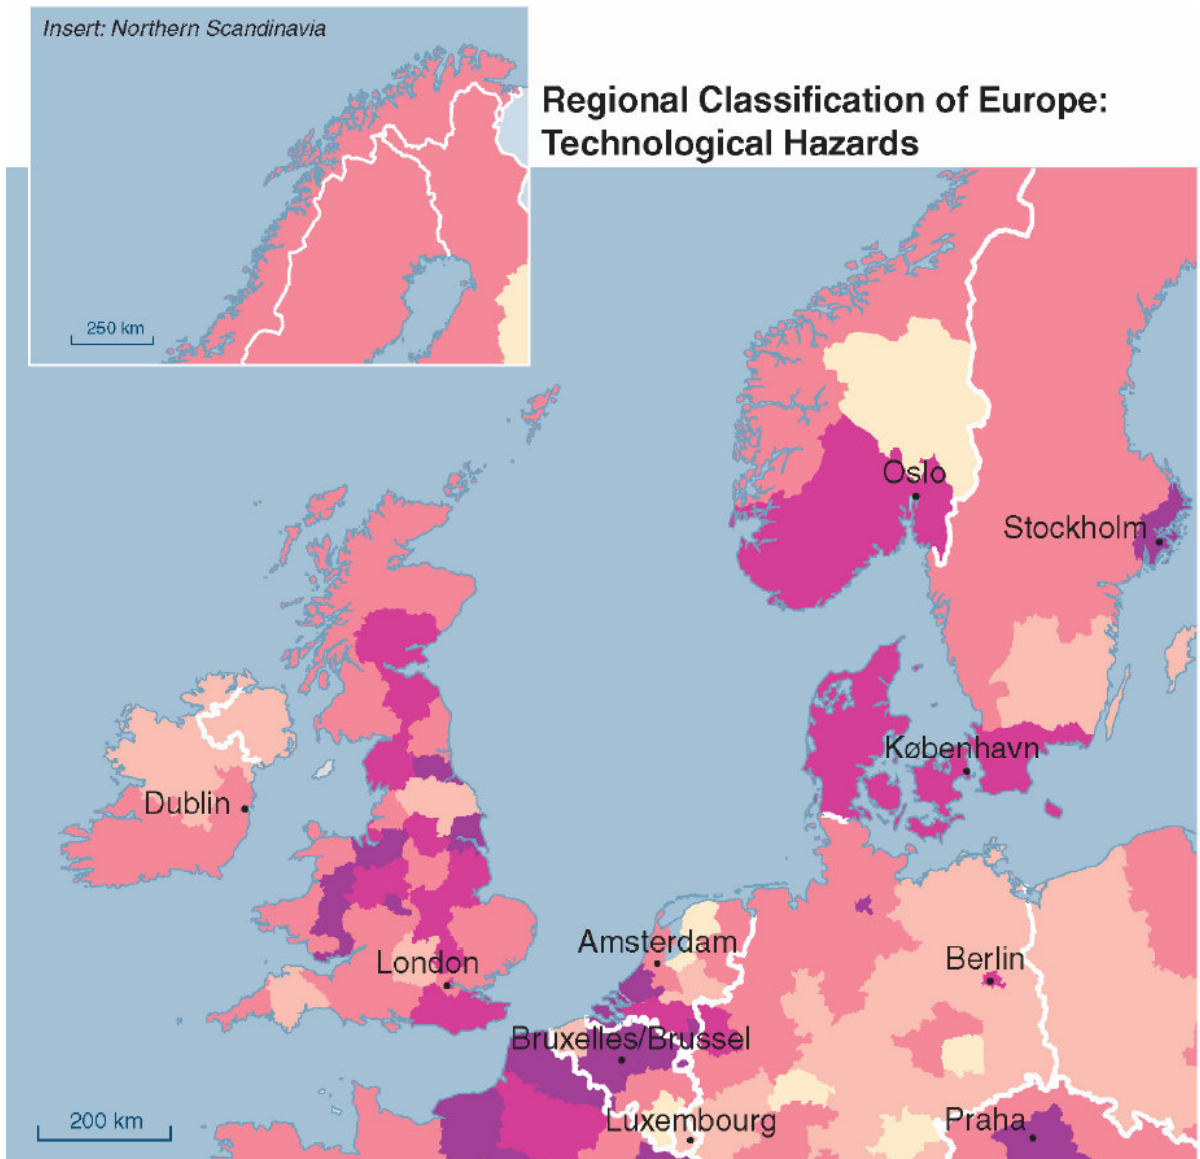 Insert: Northern Scandinavia
Regional Classification of Europe:
Technological Hazards
250 km
Oslo
Stockholm
København
Dublin
Amsterdam
London
Berlin
Bruxelles/Brussel
200 km
Luxembourg
Praha